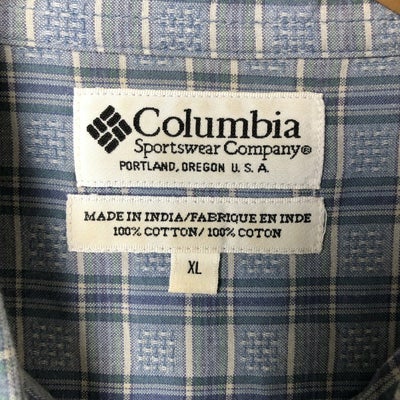 Columbia
Sportswear Company®
PORTLAND, OREGON U. S. A.
MADE IN INDIA/FABRIQUE EN INDE
100% COTTON/100% COTON
XL